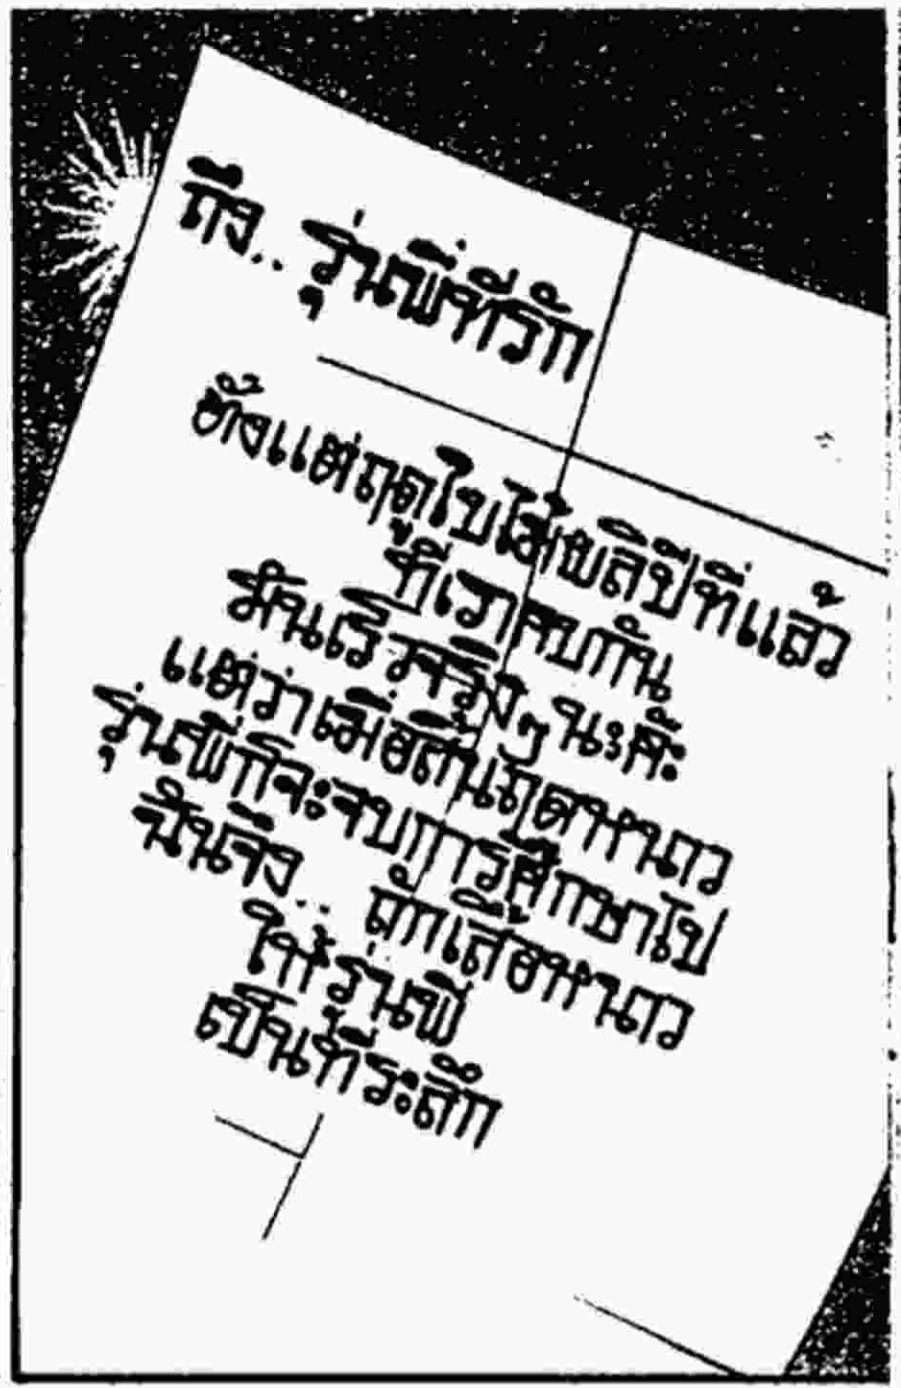 ถึง.. รุ่นพี่ที่รัก
ตั้งแต่ฤดูใบไม้ผลิปีที่แล้ว
ที่เราคบกัน
มันเร็วจริงๆ นะคะ
แต่ว่าเมื่อสิ้นฤดูหนาว
รุ่นพี่ก็จะจบการศึกษาไป
ฉันจึง.. ถักเสื้อหนาว
ให้รุ่นพี่
เป็นที่ระลึก